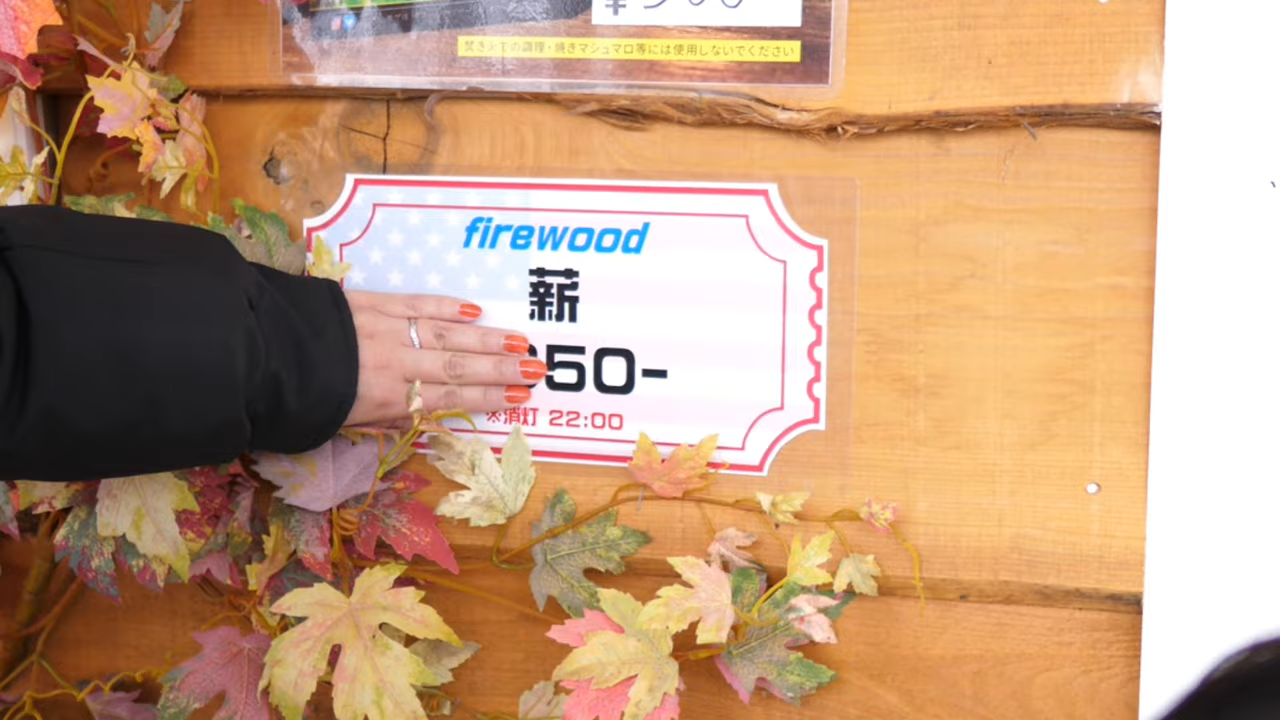 焚き火での調理・焼きマシュマロ等には使用しないでください
firewood
薪
50-
※消灯 22:00